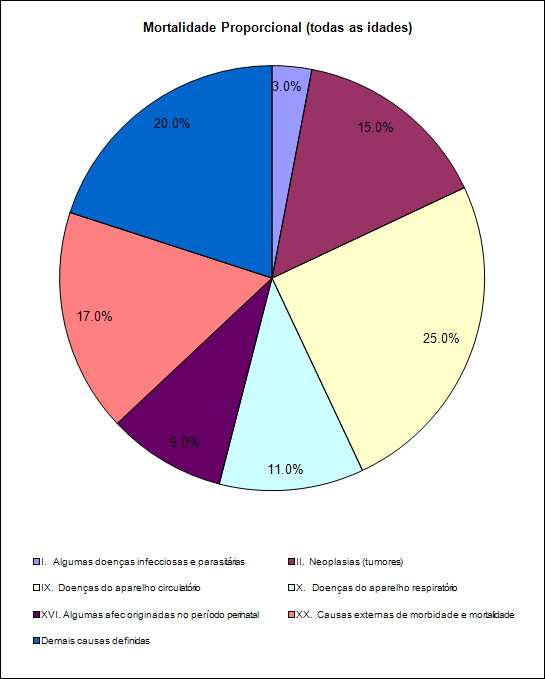 Mortalidade Proporcional (todas as idades)
3.0%
15.0%
20.0%
17.0%
25.0%
9.0%
11.0%
I. Algumas doenças infecciosas e parasitárias
II. Neoplasias (tumores)
IX. Doenças do aparelho circulatório
X. Doenças do aparelho respiratório
XVI. Algumas afec originadas no período perinatal
XX. Causas externas de morbidade e mortalidade
Demais causas definidas